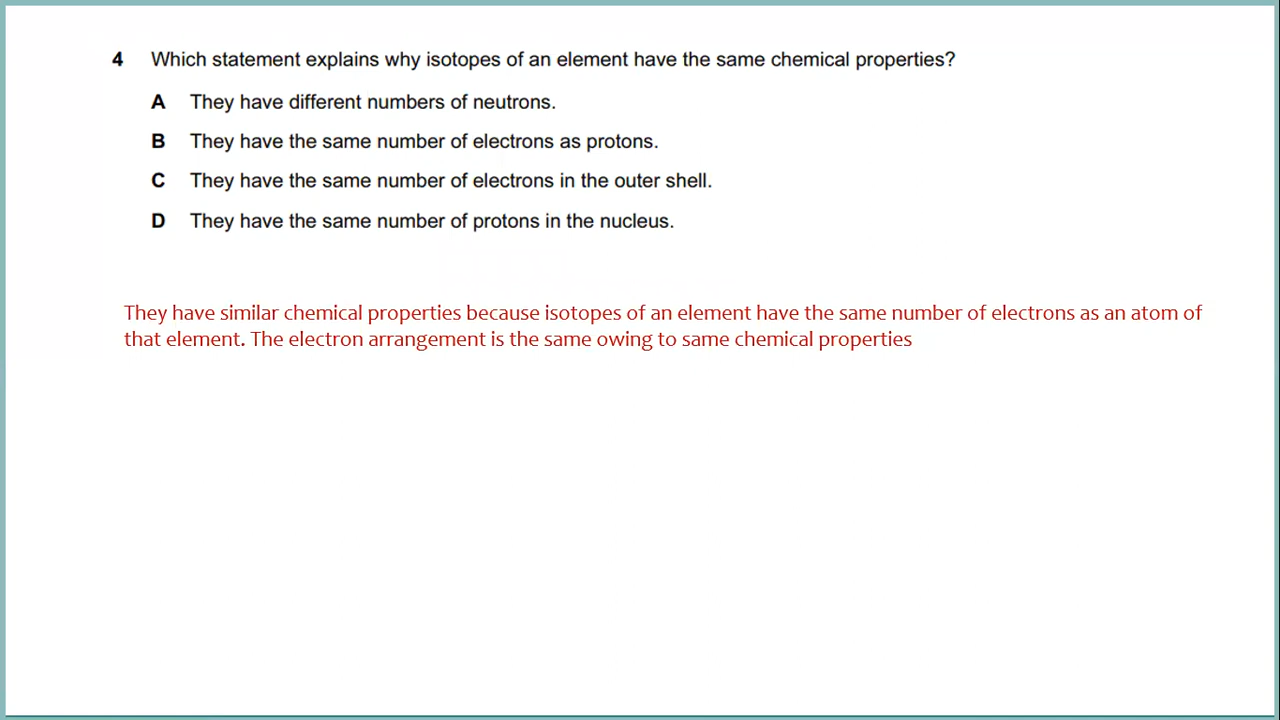 4 Which statement explains why isotopes of an element have the same chemical properties?
A They have different numbers of neutrons.
B They have the same number of electrons as protons.
C They have the same number of electrons in the outer shell.
D They have the same number of protons in the nucleus.
They have similar chemical properties because isotopes of an element have the same number of electrons as an atom of
that element. The electron arrangement is the same owing to same chemical properties